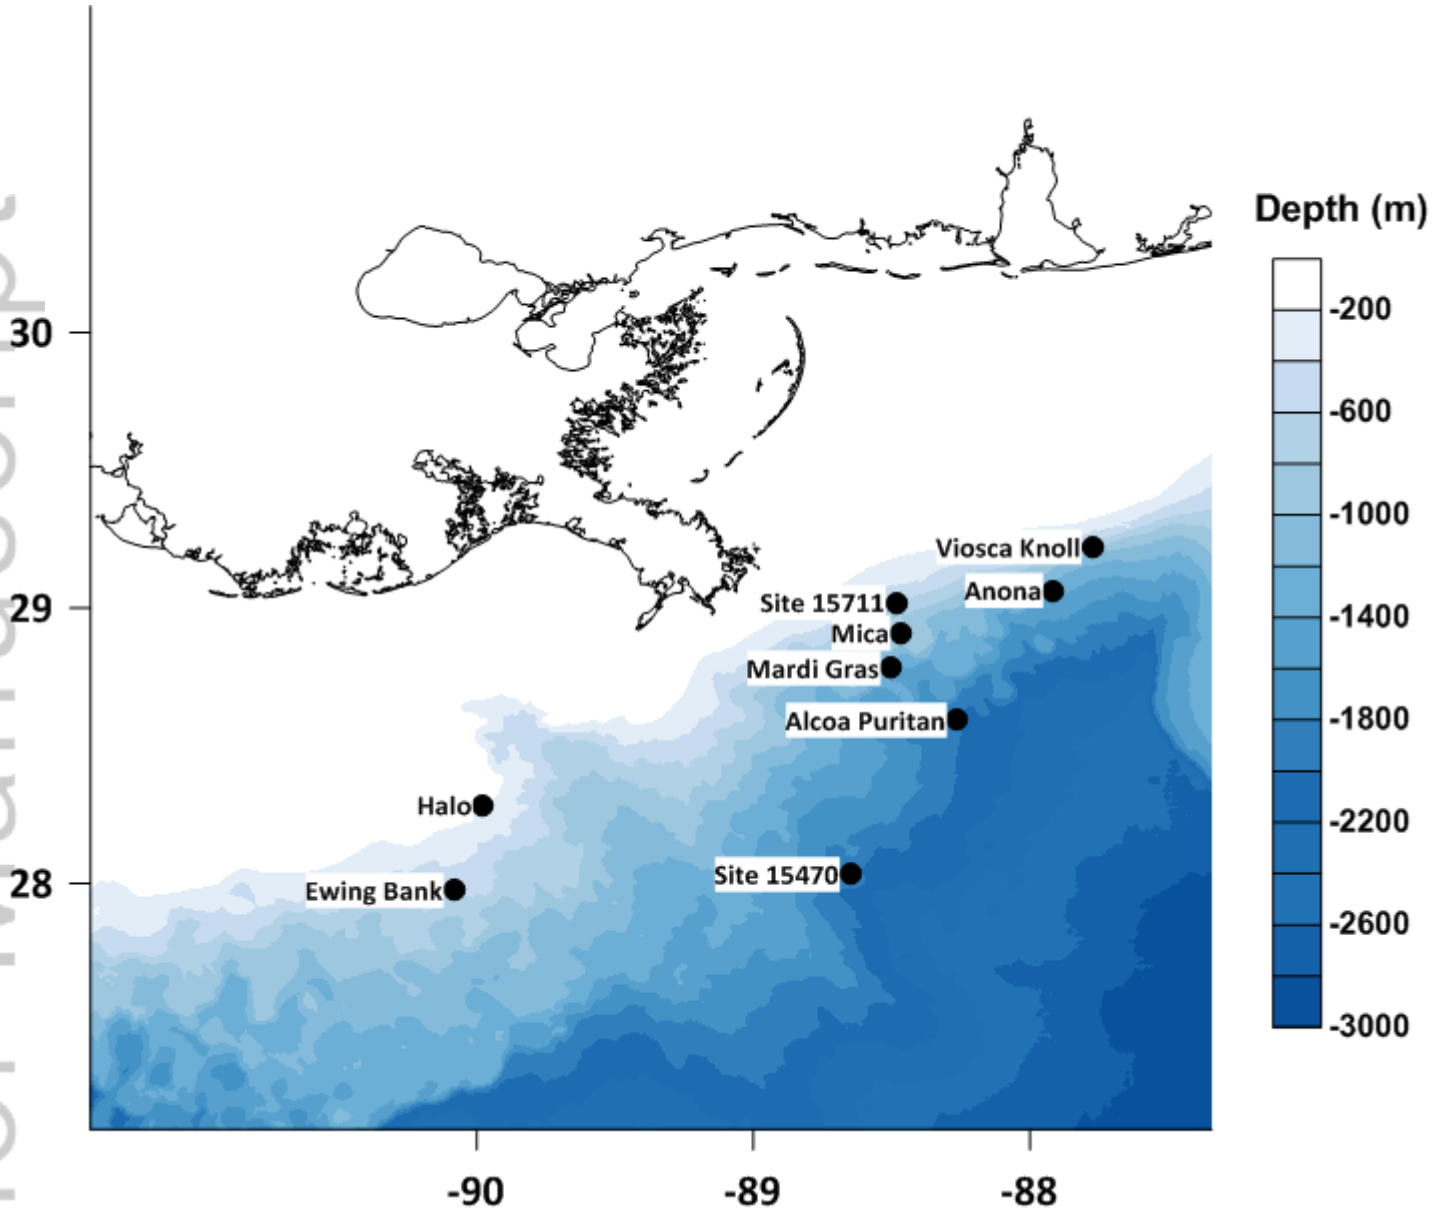 Depth (m)
-200
30
-600
-1000
Viosca Knoll
Anona
29
Site 15711
-1400
Mica
Mardi Gras
-1800
Alcoa Puritan
Halo
-2200
Site 15470
28
Ewing Bank
-2600
-3000
-90
-89
-88